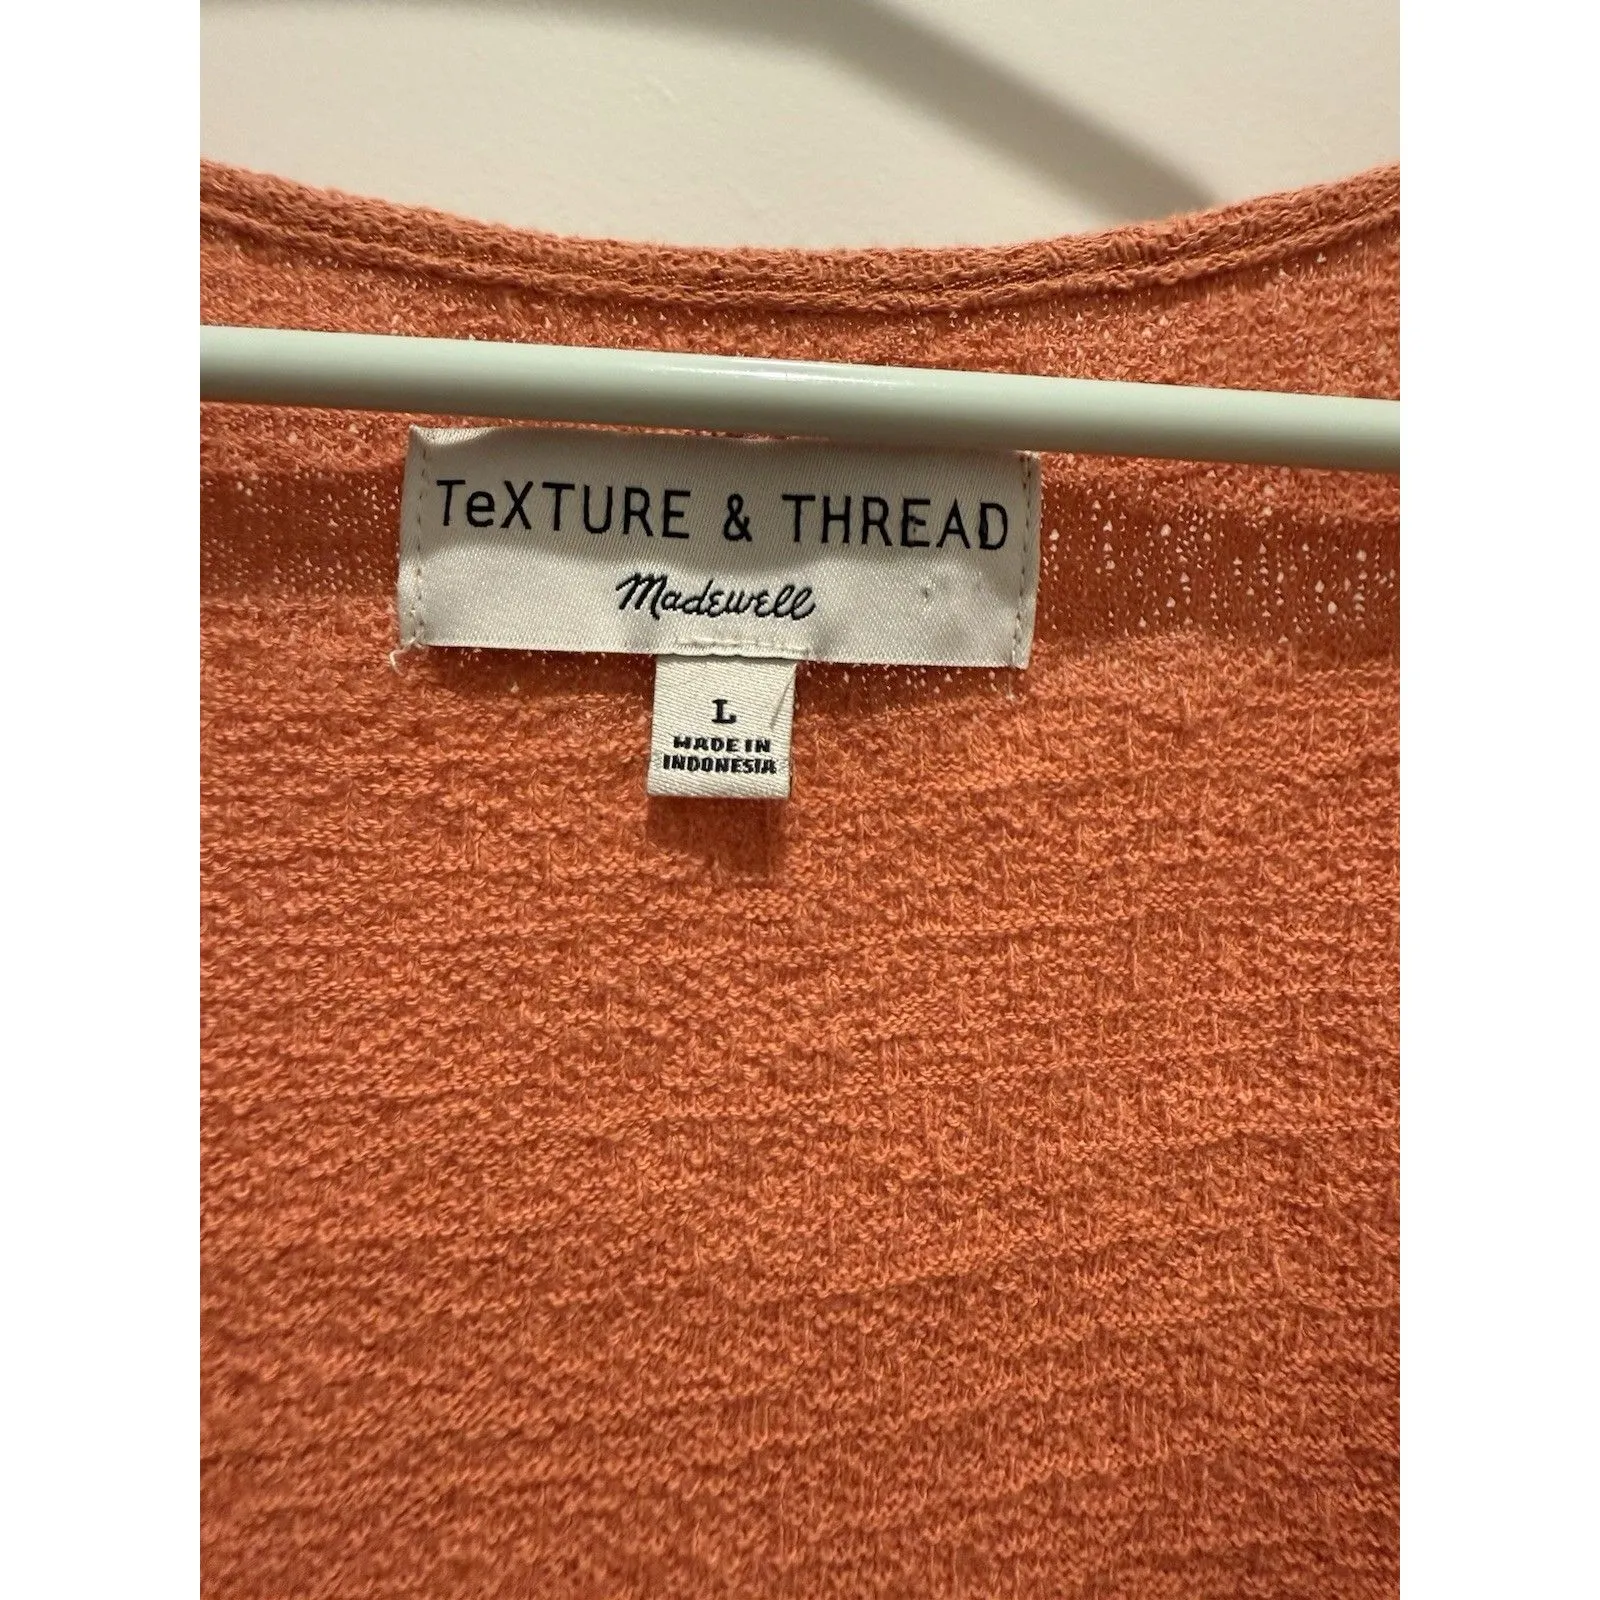 TeXTURE & THREAD
Madewell
L
MADE IN
INDONESIA